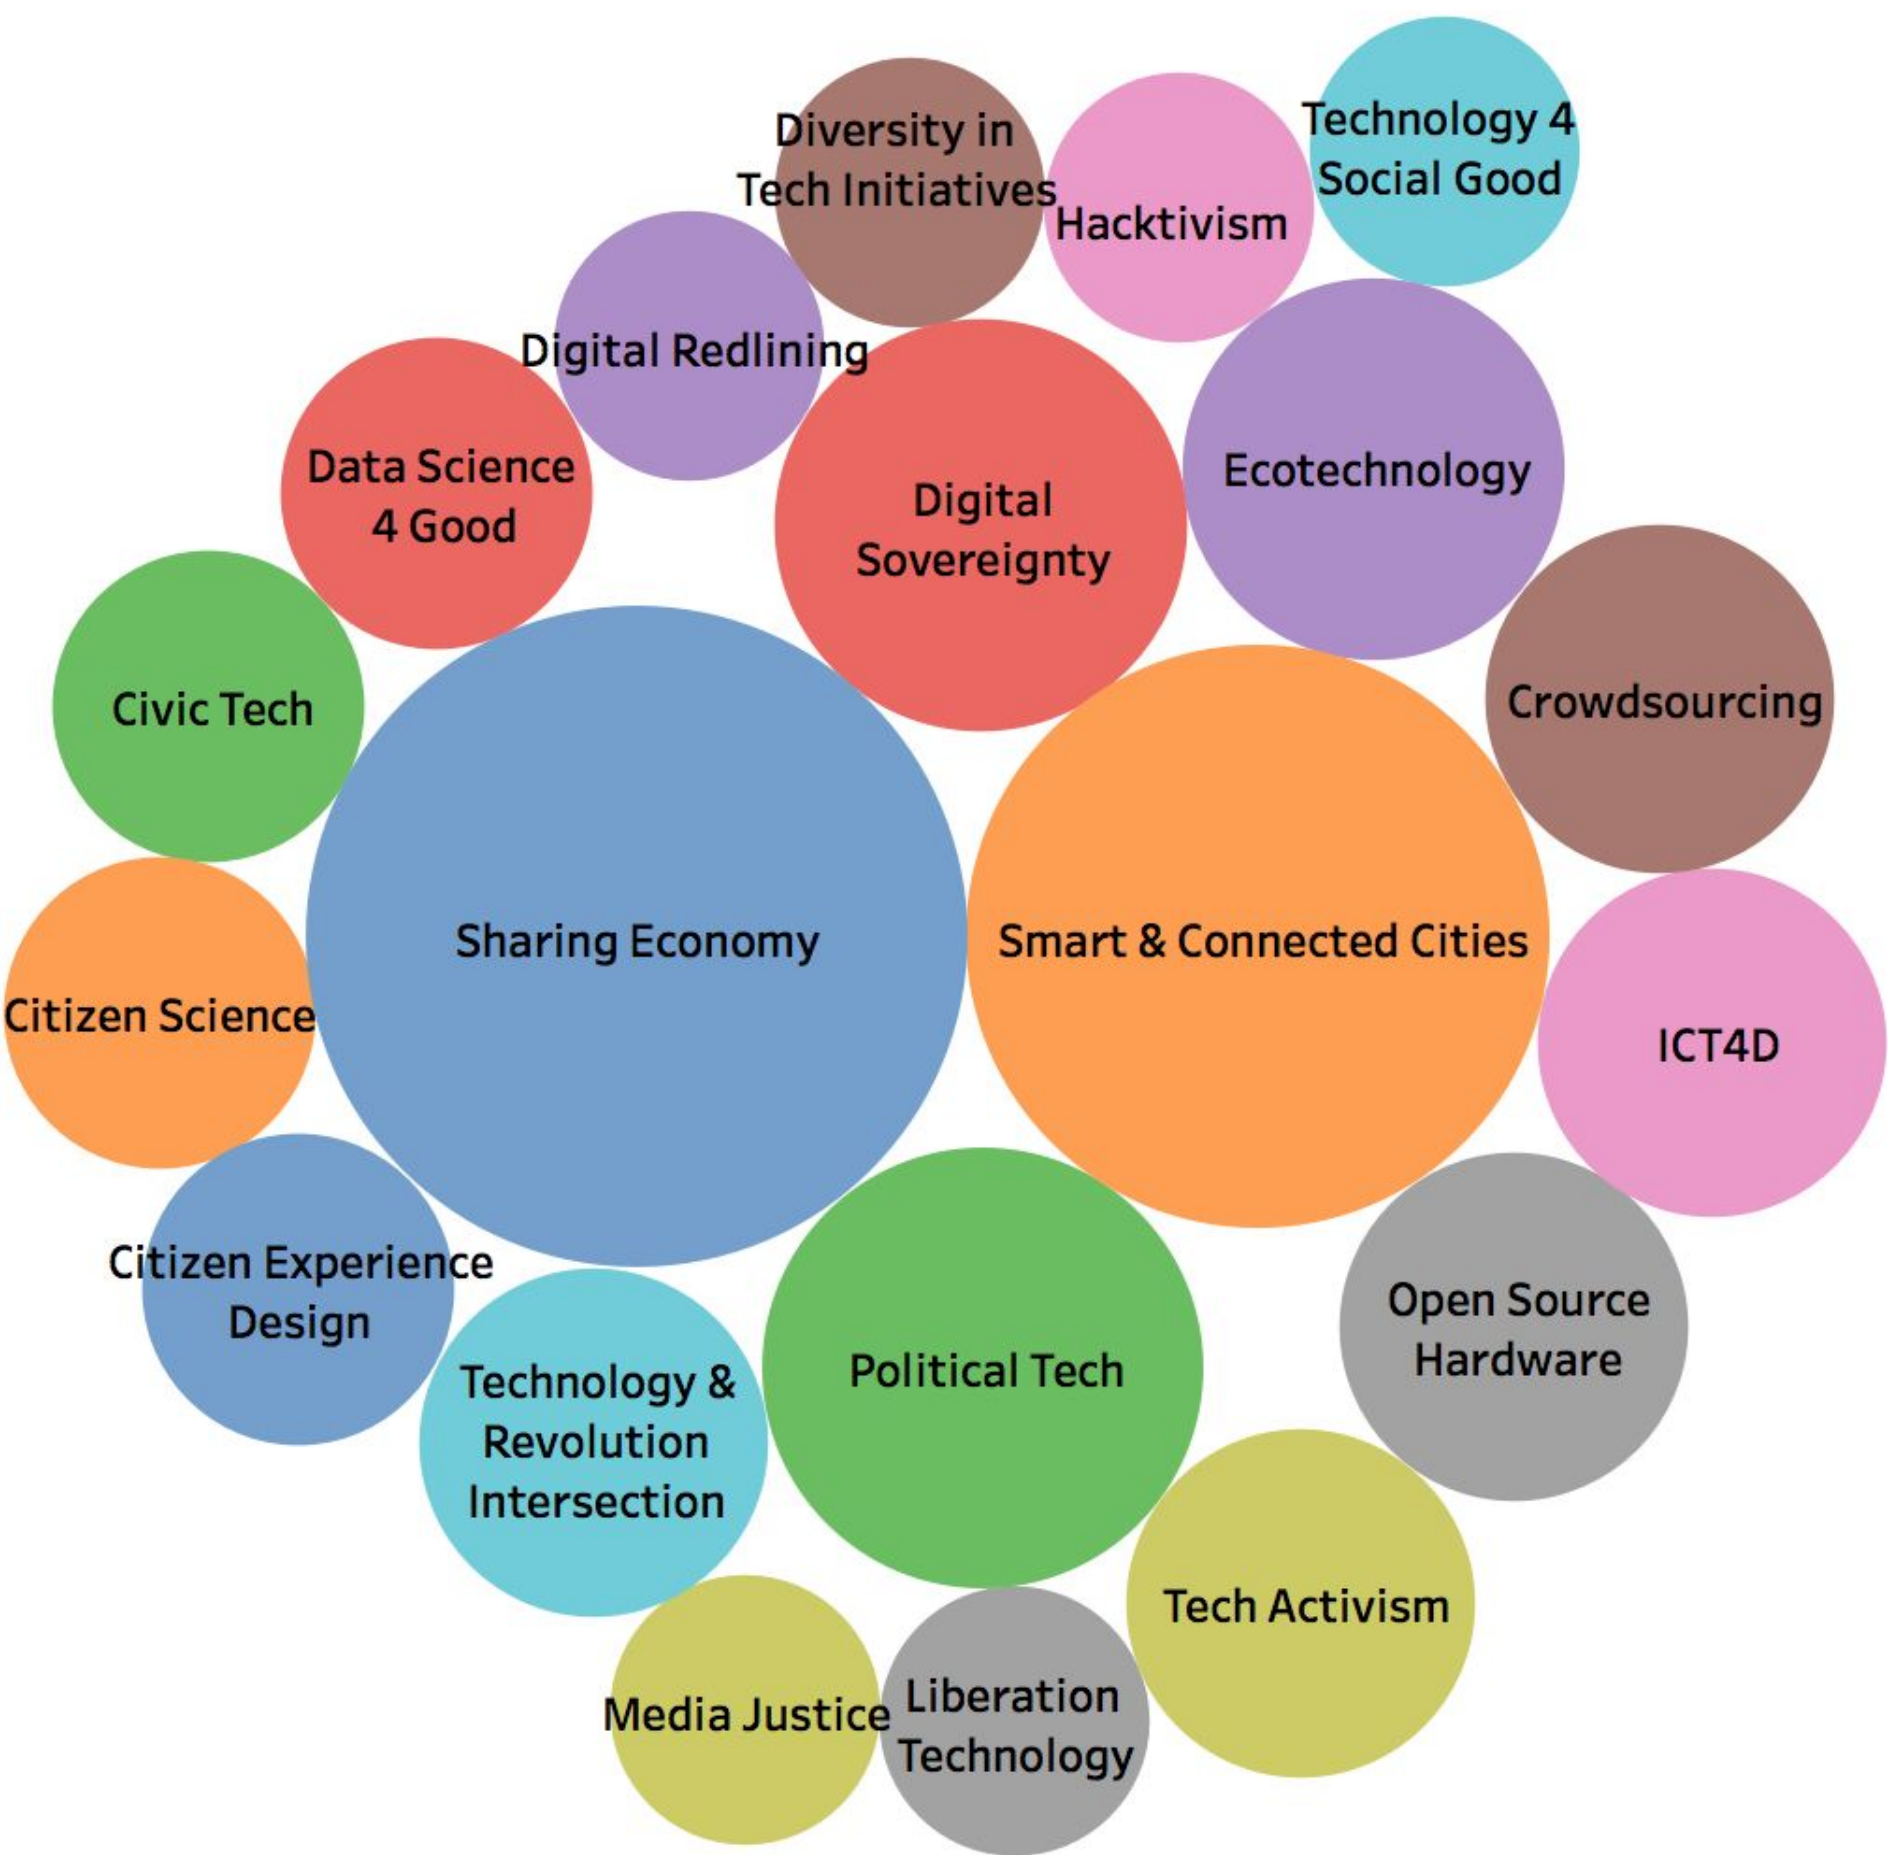 Technology 4
Social Good
Diversity in
Tech Initiatives
Hacktivism
Digital Redlining
Data Science
4 Good
Digital
Sovereignty
Ecotechnology
Civic Tech
Crowdsourcing
Sharing Economy
Smart & Connected Cities
Citizen Science
ICT4D
Citizen Experience
Design
Open Source
Hardware
Technology &
Revolution
Intersection
Political Tech
Tech Activism
Media Justice
Liberation
Technology